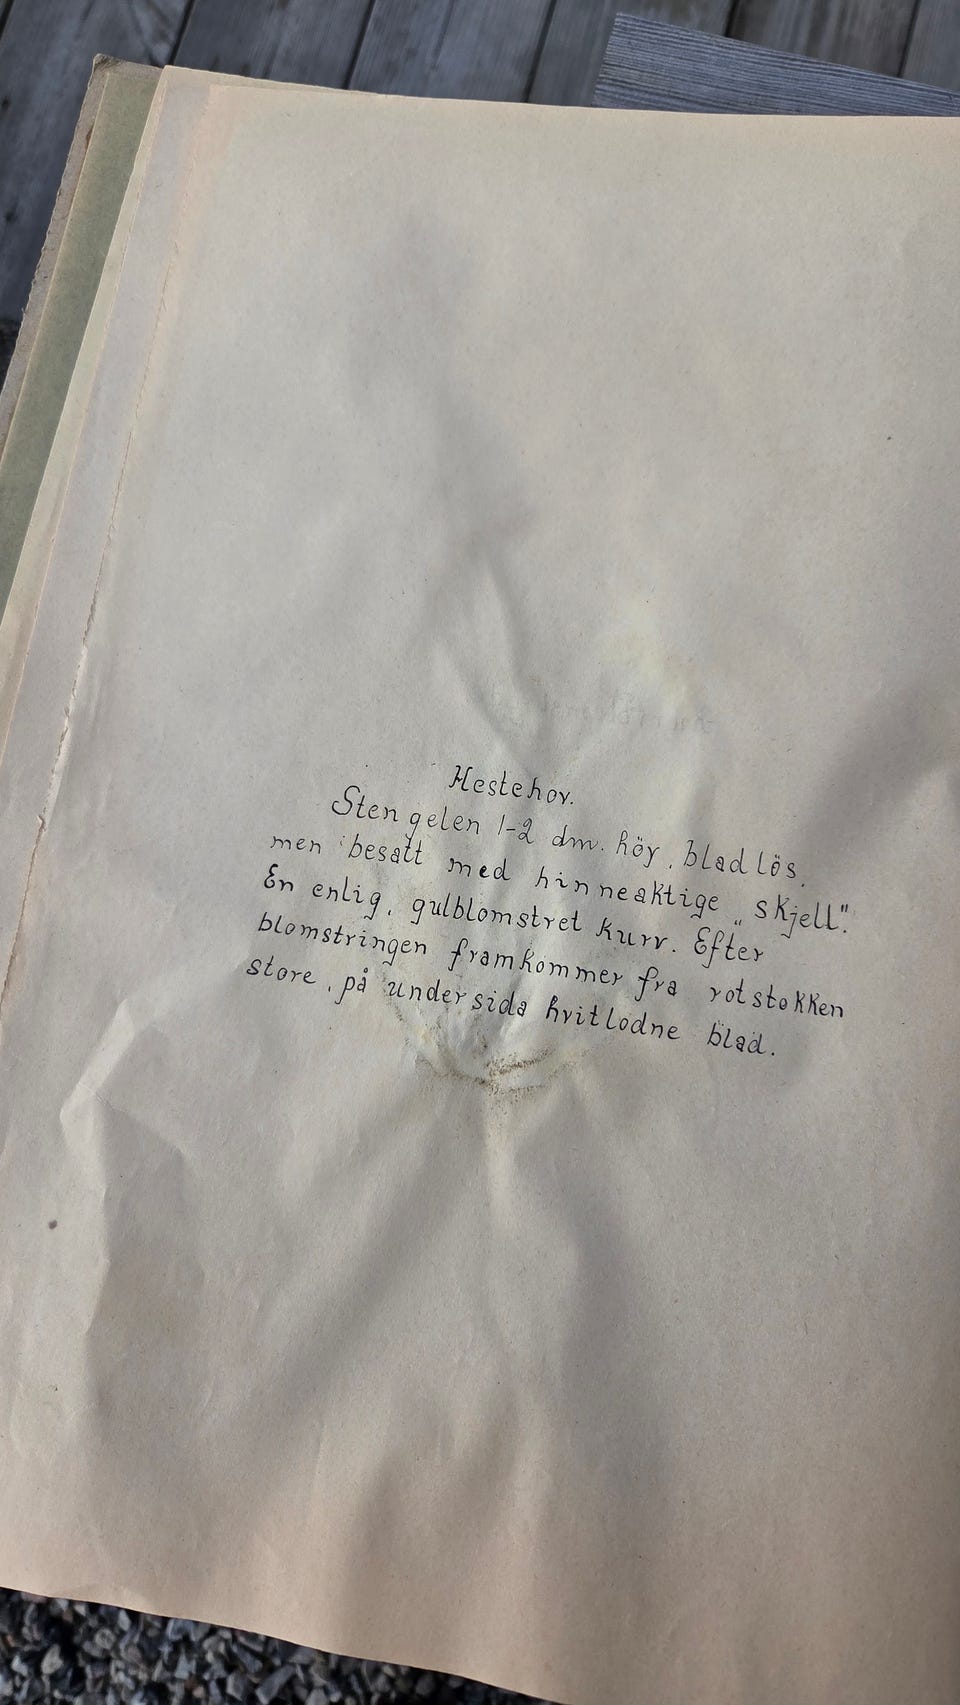 Hestehov.
Stengelen 1-2 dm. höy, bladlös,
men besatt med hinneaktige „skjell".
En enlig, gulblomstret kurv. Efter
blomstringen framkommer fra rotstokken
store, på undersida hvitlodne blad.